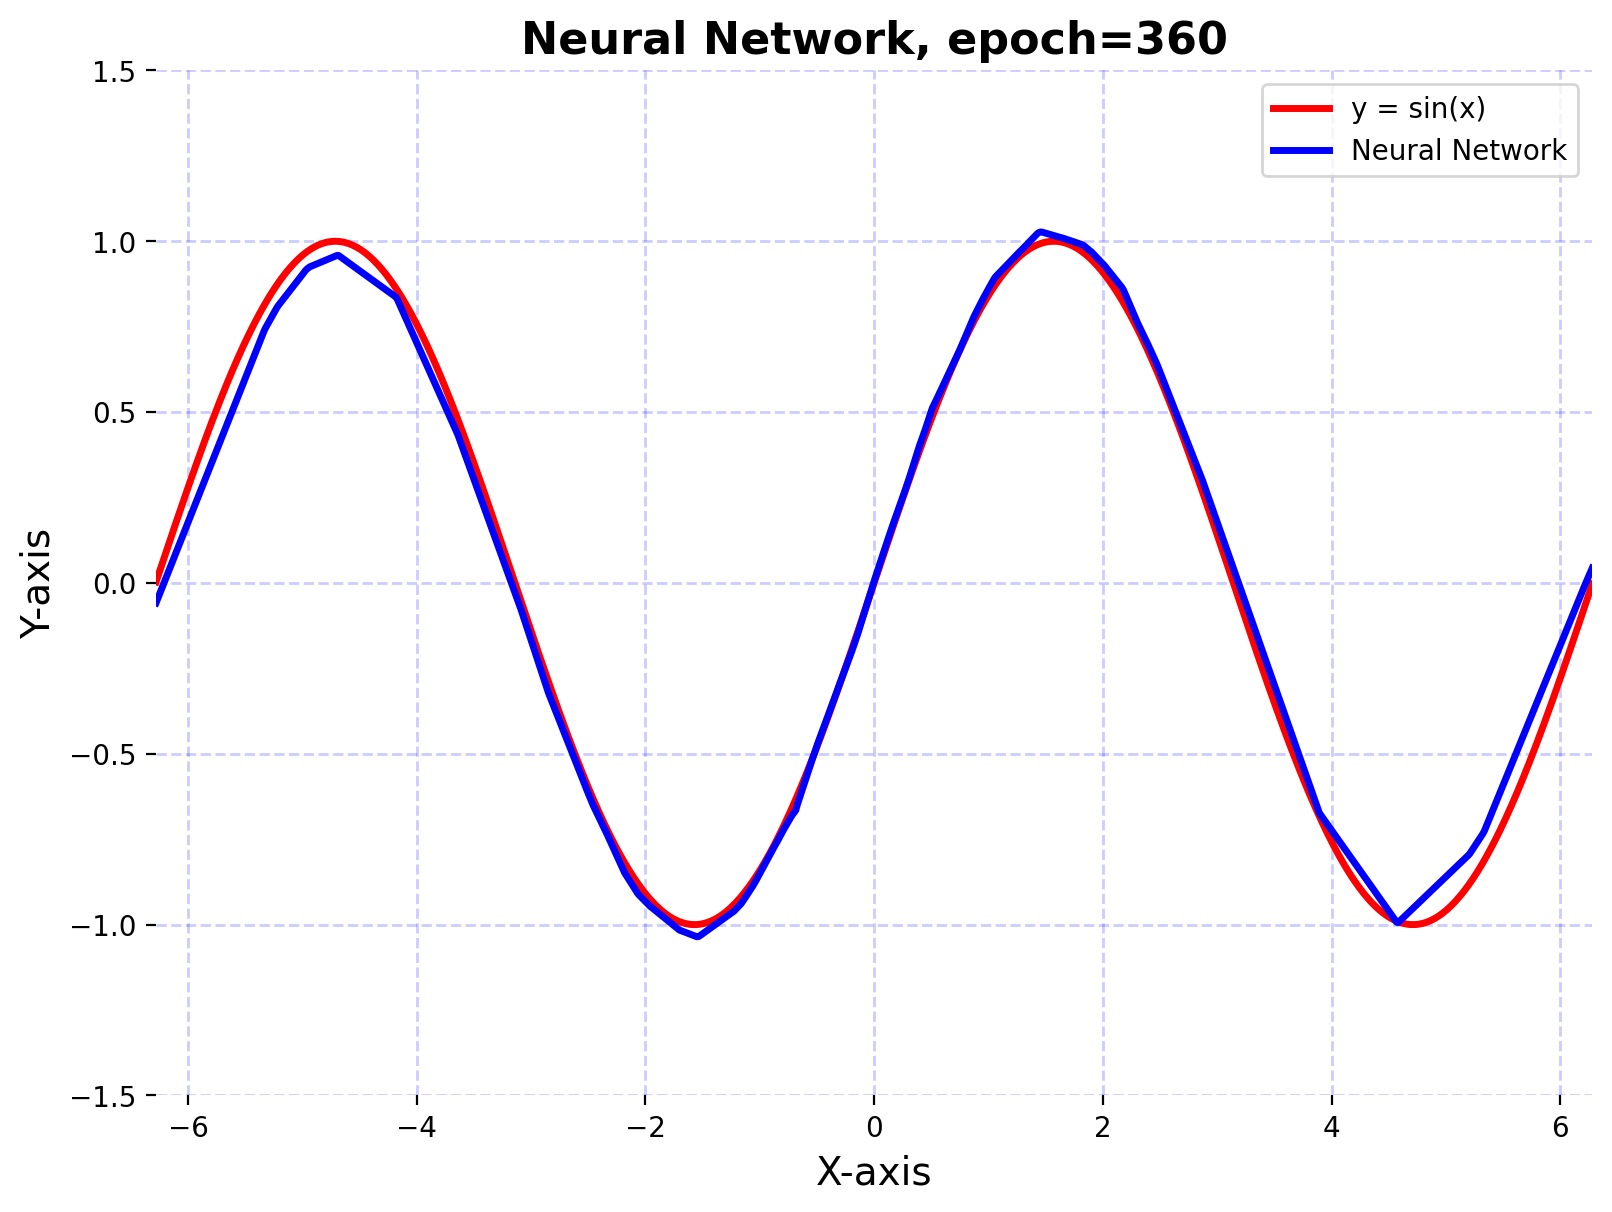 Neural Network, epoch=360
y = sin(x)
Neural Network
1.5
1.0
0.5
0.0
−0.5
−1.0
−1.5
Y-axis
−6 −4 −2 0 2 4 6
X-axis